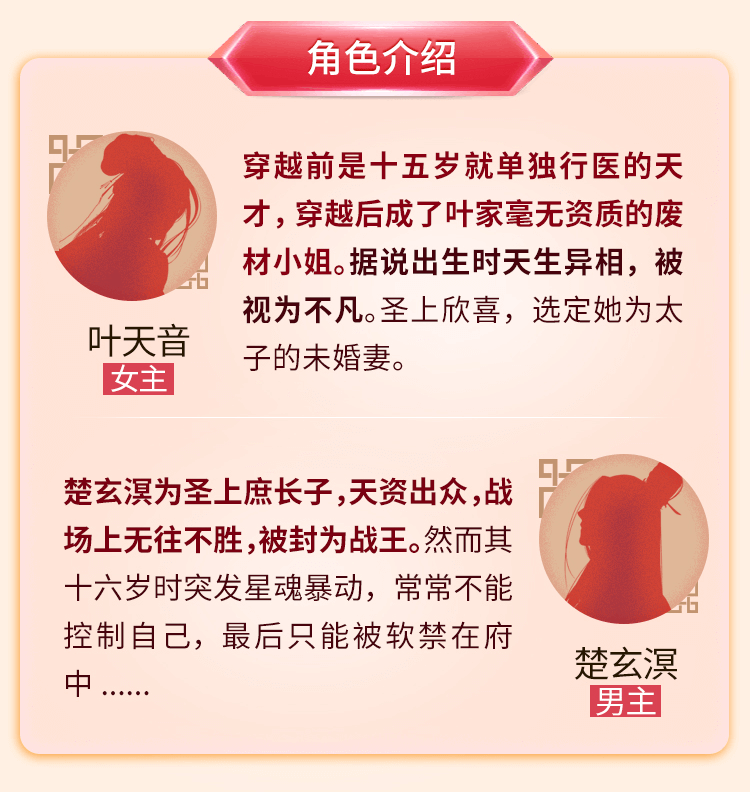 角色介绍
穿越前是十五岁就单独行医的天
才，穿越后成了叶家毫无资质的废
材小姐。据说出生时天生异相，被
视为不凡。圣上欣喜，选定她为太
子的未婚妻。
叶天音
女主
楚玄溟为圣上庶长子，天资出众，战
场上无往不胜，被封为战王。然而其
十六岁时突发星魂暴动，常常不能
控制自己，最后只能被软禁在府
中 ......
楚玄溟
男主